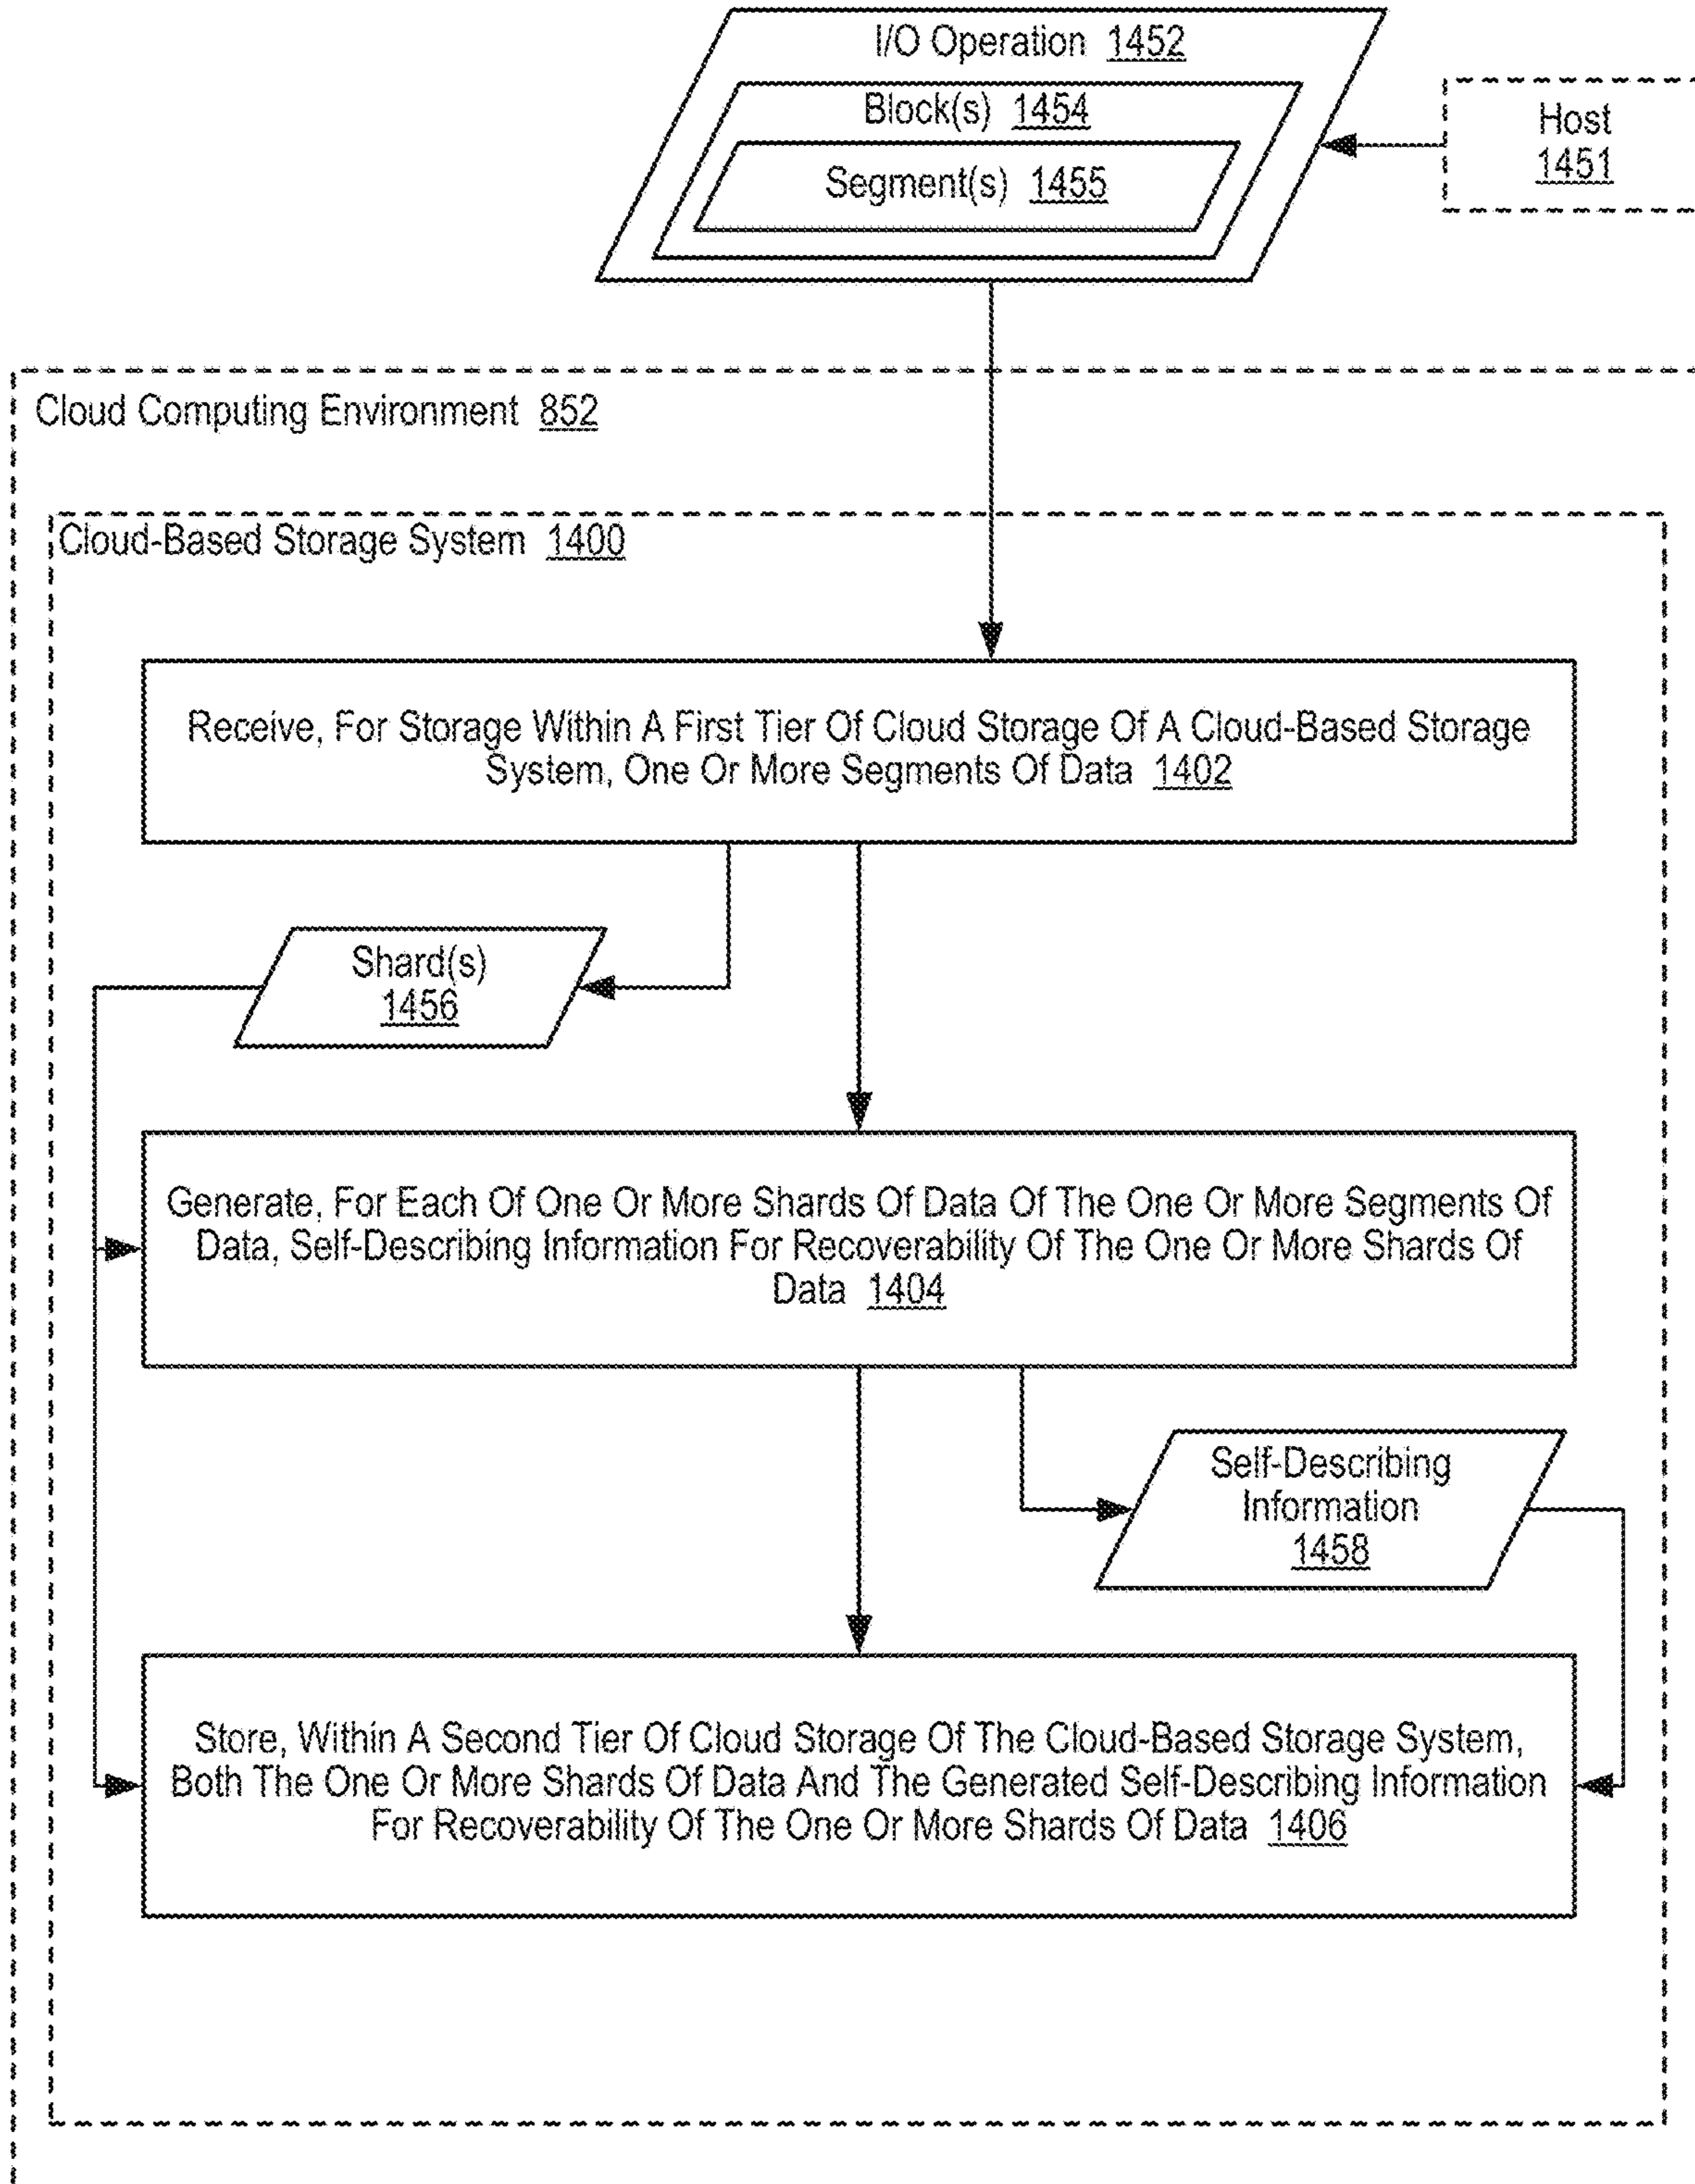 I/O Operation 1452
Block(s) 1454
Segment(s) 1455
Host
1451
Cloud Computing Environment 852
Cloud-Based Storage System 1400
Receive, For Storage Within A First Tier Of Cloud Storage Of A Cloud-Based Storage
System, One Or More Segments Of Data 1402
Shard(s)
1456
Generate, For Each Of One Or More Shards Of Data Of The One Or More Segments Of
Data, Self-Describing Information For Recoverability Of The One Or More Shards Of
Data 1404
Self-Describing
Information
1458
Store, Within A Second Tier Of Cloud Storage Of The Cloud-Based Storage System,
Both The One Or More Shards Of Data And The Generated Self-Describing Information
For Recoverability Of The One Or More Shards Of Data 1406